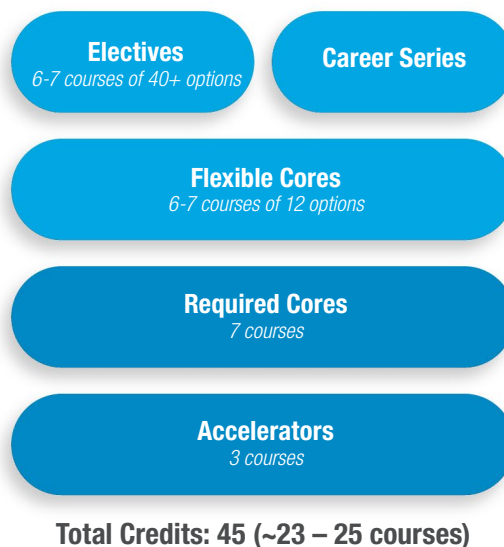 Electives
6-7 courses of 40+ options
Career Series
Flexible Cores
6-7 courses of 12 options
Required Cores
7 courses
Accelerators
3 courses
Total Credits: 45 (~23 – 25 courses)